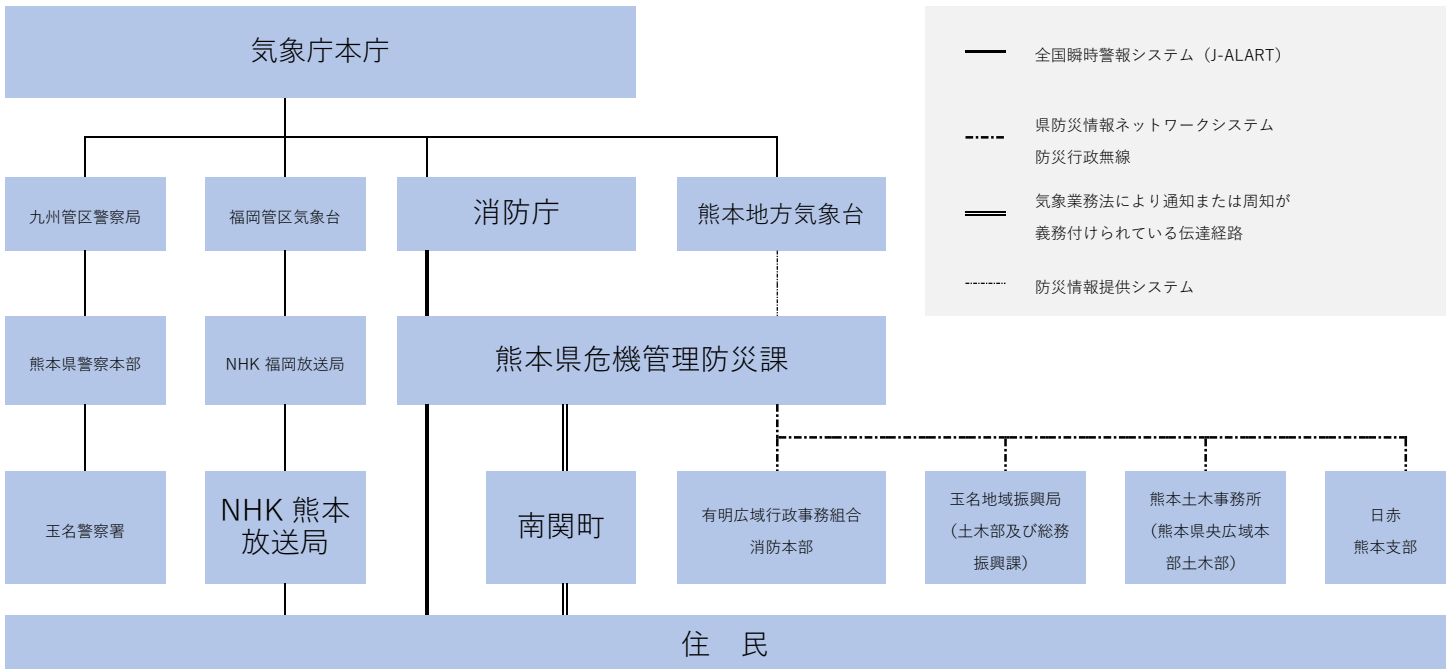 気象庁本庁
全国瞬時警報システム（J-ALART）
県防災情報ネットワークシステム
防災行政無線
気象業務法により通知または周知が
義務付けられている伝達経路
防災情報提供システム
九州管区警察局
福岡管区気象台
消防庁
熊本地方気象台
熊本県警察本部
NHK 福岡放送局
熊本県危機管理防災課
玉名警察署
NHK 熊本
放送局
南関町
有明広域行政事務組合
消防本部
玉名地域振興局
（土木部及び総務
振興課）
熊本土木事務所
（熊本県央広域本
部土木部）
日赤
熊本支部
住　民